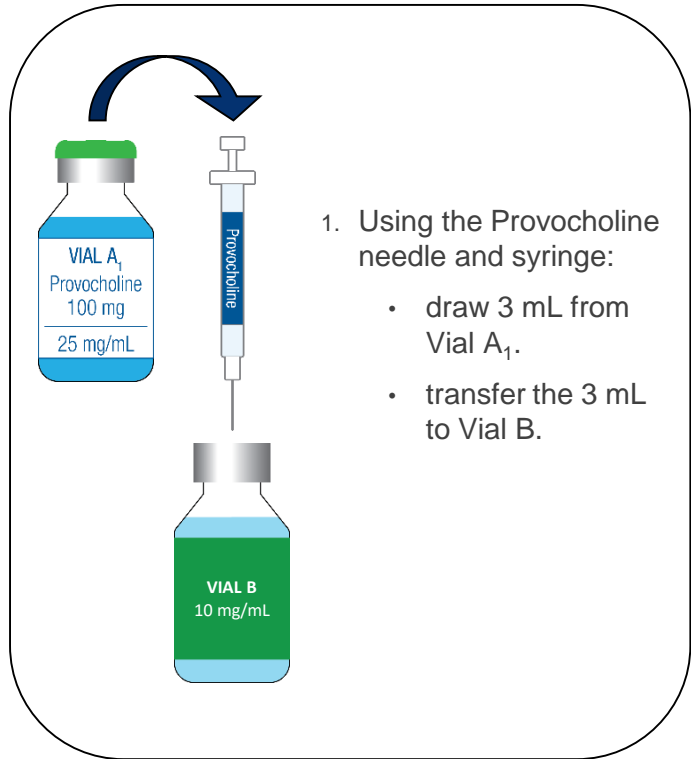 VIAL A₁
Provocholine
100 mg
25 mg/mL
Provocholine
1. Using the Provocholine
needle and syringe:
• draw 3 mL from
Vial A₁.
• transfer the 3 mL
to Vial B.
VIAL B
10 mg/mL